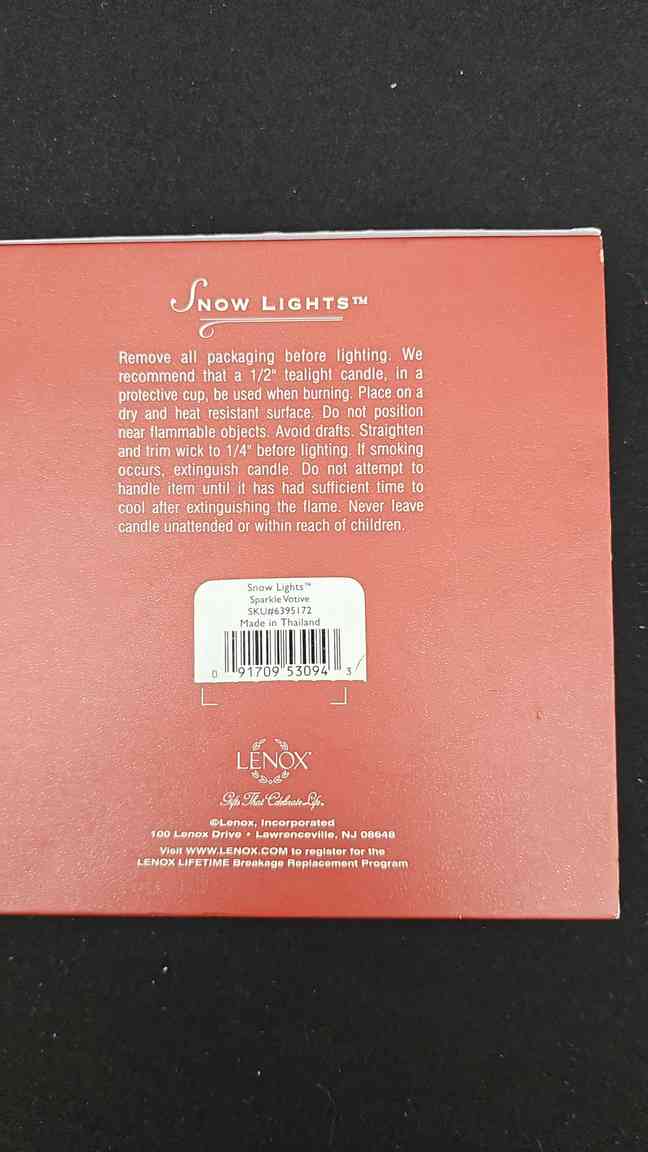 SNOW LIGHTS™
Remove all packaging before lighting. We
recommend that a 1/2" tealight candle, in a
protective cup, be used when burning. Place on a
dry and heat resistant surface. Do not position
near flammable objects. Avoid drafts. Straighten
and trim wick to 1/4" before lighting. If smoking
occurs, extinguish candle. Do not attempt to
handle item until it has had sufficient time to
cool after extinguishing the flame. Never leave
candle unattended or within reach of children.
Snow Lights™
Sparkle Votive
SKU#6395172
Made in Thailand
0 91709 53094 3
LENOX®
Gifts That Celebrate Life.
©Lenox, Incorporated
100 Lenox Drive • Lawrenceville, NJ 08648
Visit WWW.LENOX.COM to register for the
LENOX LIFETIME Breakage Replacement Program